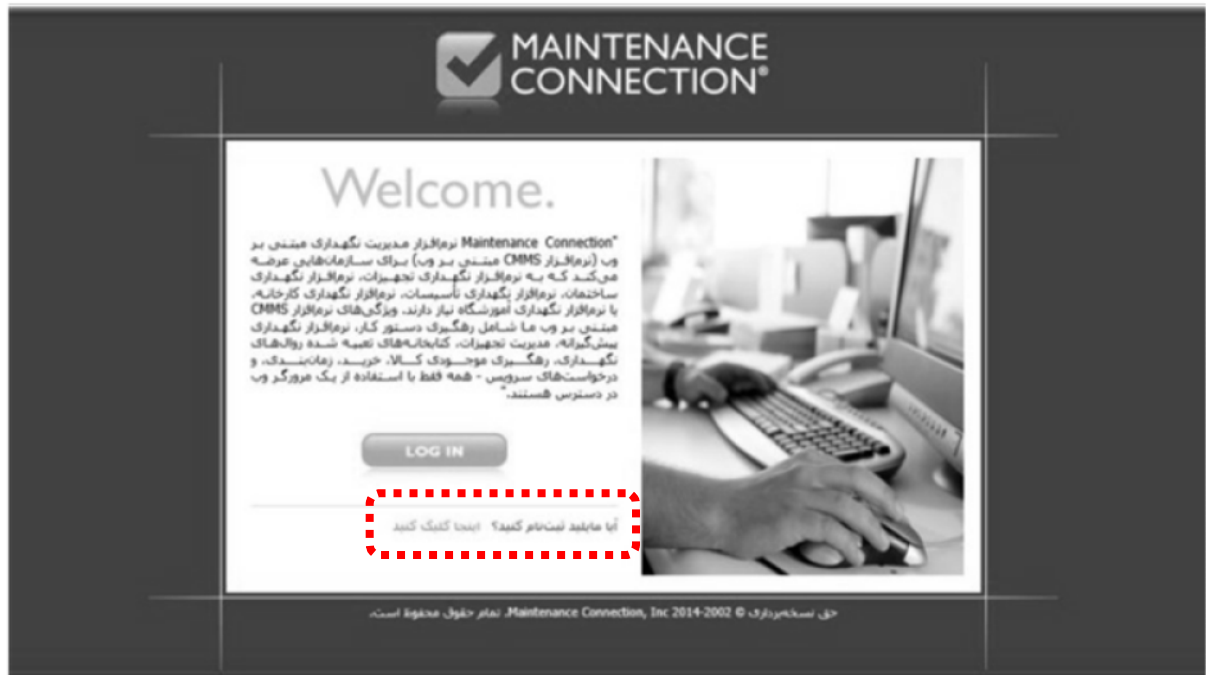 MAINTENANCE
CONNECTION®
Welcome.
"Maintenance Connection نرم‌افزار مدیریت نگهداری مبتنی بر
وب (نرم‌افزار CMMS مبتنی بر وب) برای سازمان‌هایی عرضه
می‌کند که به نرم‌افزار نگهداری تجهیزات، نرم‌افزار نگهداری
ساختمان، نرم‌افزار نگهداری تأسیسات، نرم‌افزار نگهداری کارخانه،
یا نرم‌افزار نگهداری آموزشگاه نیاز دارند. ویژگی‌های نرم‌افزار CMMS
مبتنی بر وب ما شامل رهگیری دستور کار، نرم‌افزار نگهداری
پیش‌گیرانه، مدیریت تجهیزات، کتابخانه‌های تعبیه شده روال‌های
نگهداری، رهگیری موجودی کالا، خرید، زمان‌بندی، و
درخواست‌های سرویس - همه فقط با استفاده از یک مرورگر وب
در دسترس هستند."
LOG IN
آیا مایلید ثبت‌نام کنید؟ اینجا کلیک کنید
حق نسخه‌برداری © 2002-2014 Maintenance Connection, Inc. تمام حقوق محفوظ است.